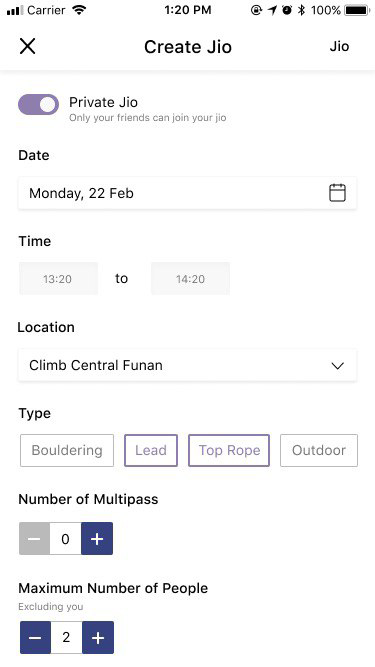 Carrier 1:20 PM 100%
Create Jio Jio
Private Jio
Only your friends can join your jio
Date
Monday, 22 Feb
Time
13:20 to 14:20
Location
Climb Central Funan
Type
Bouldering Lead Top Rope Outdoor
Number of Multipass
0
Maximum Number of People
Excluding you
2